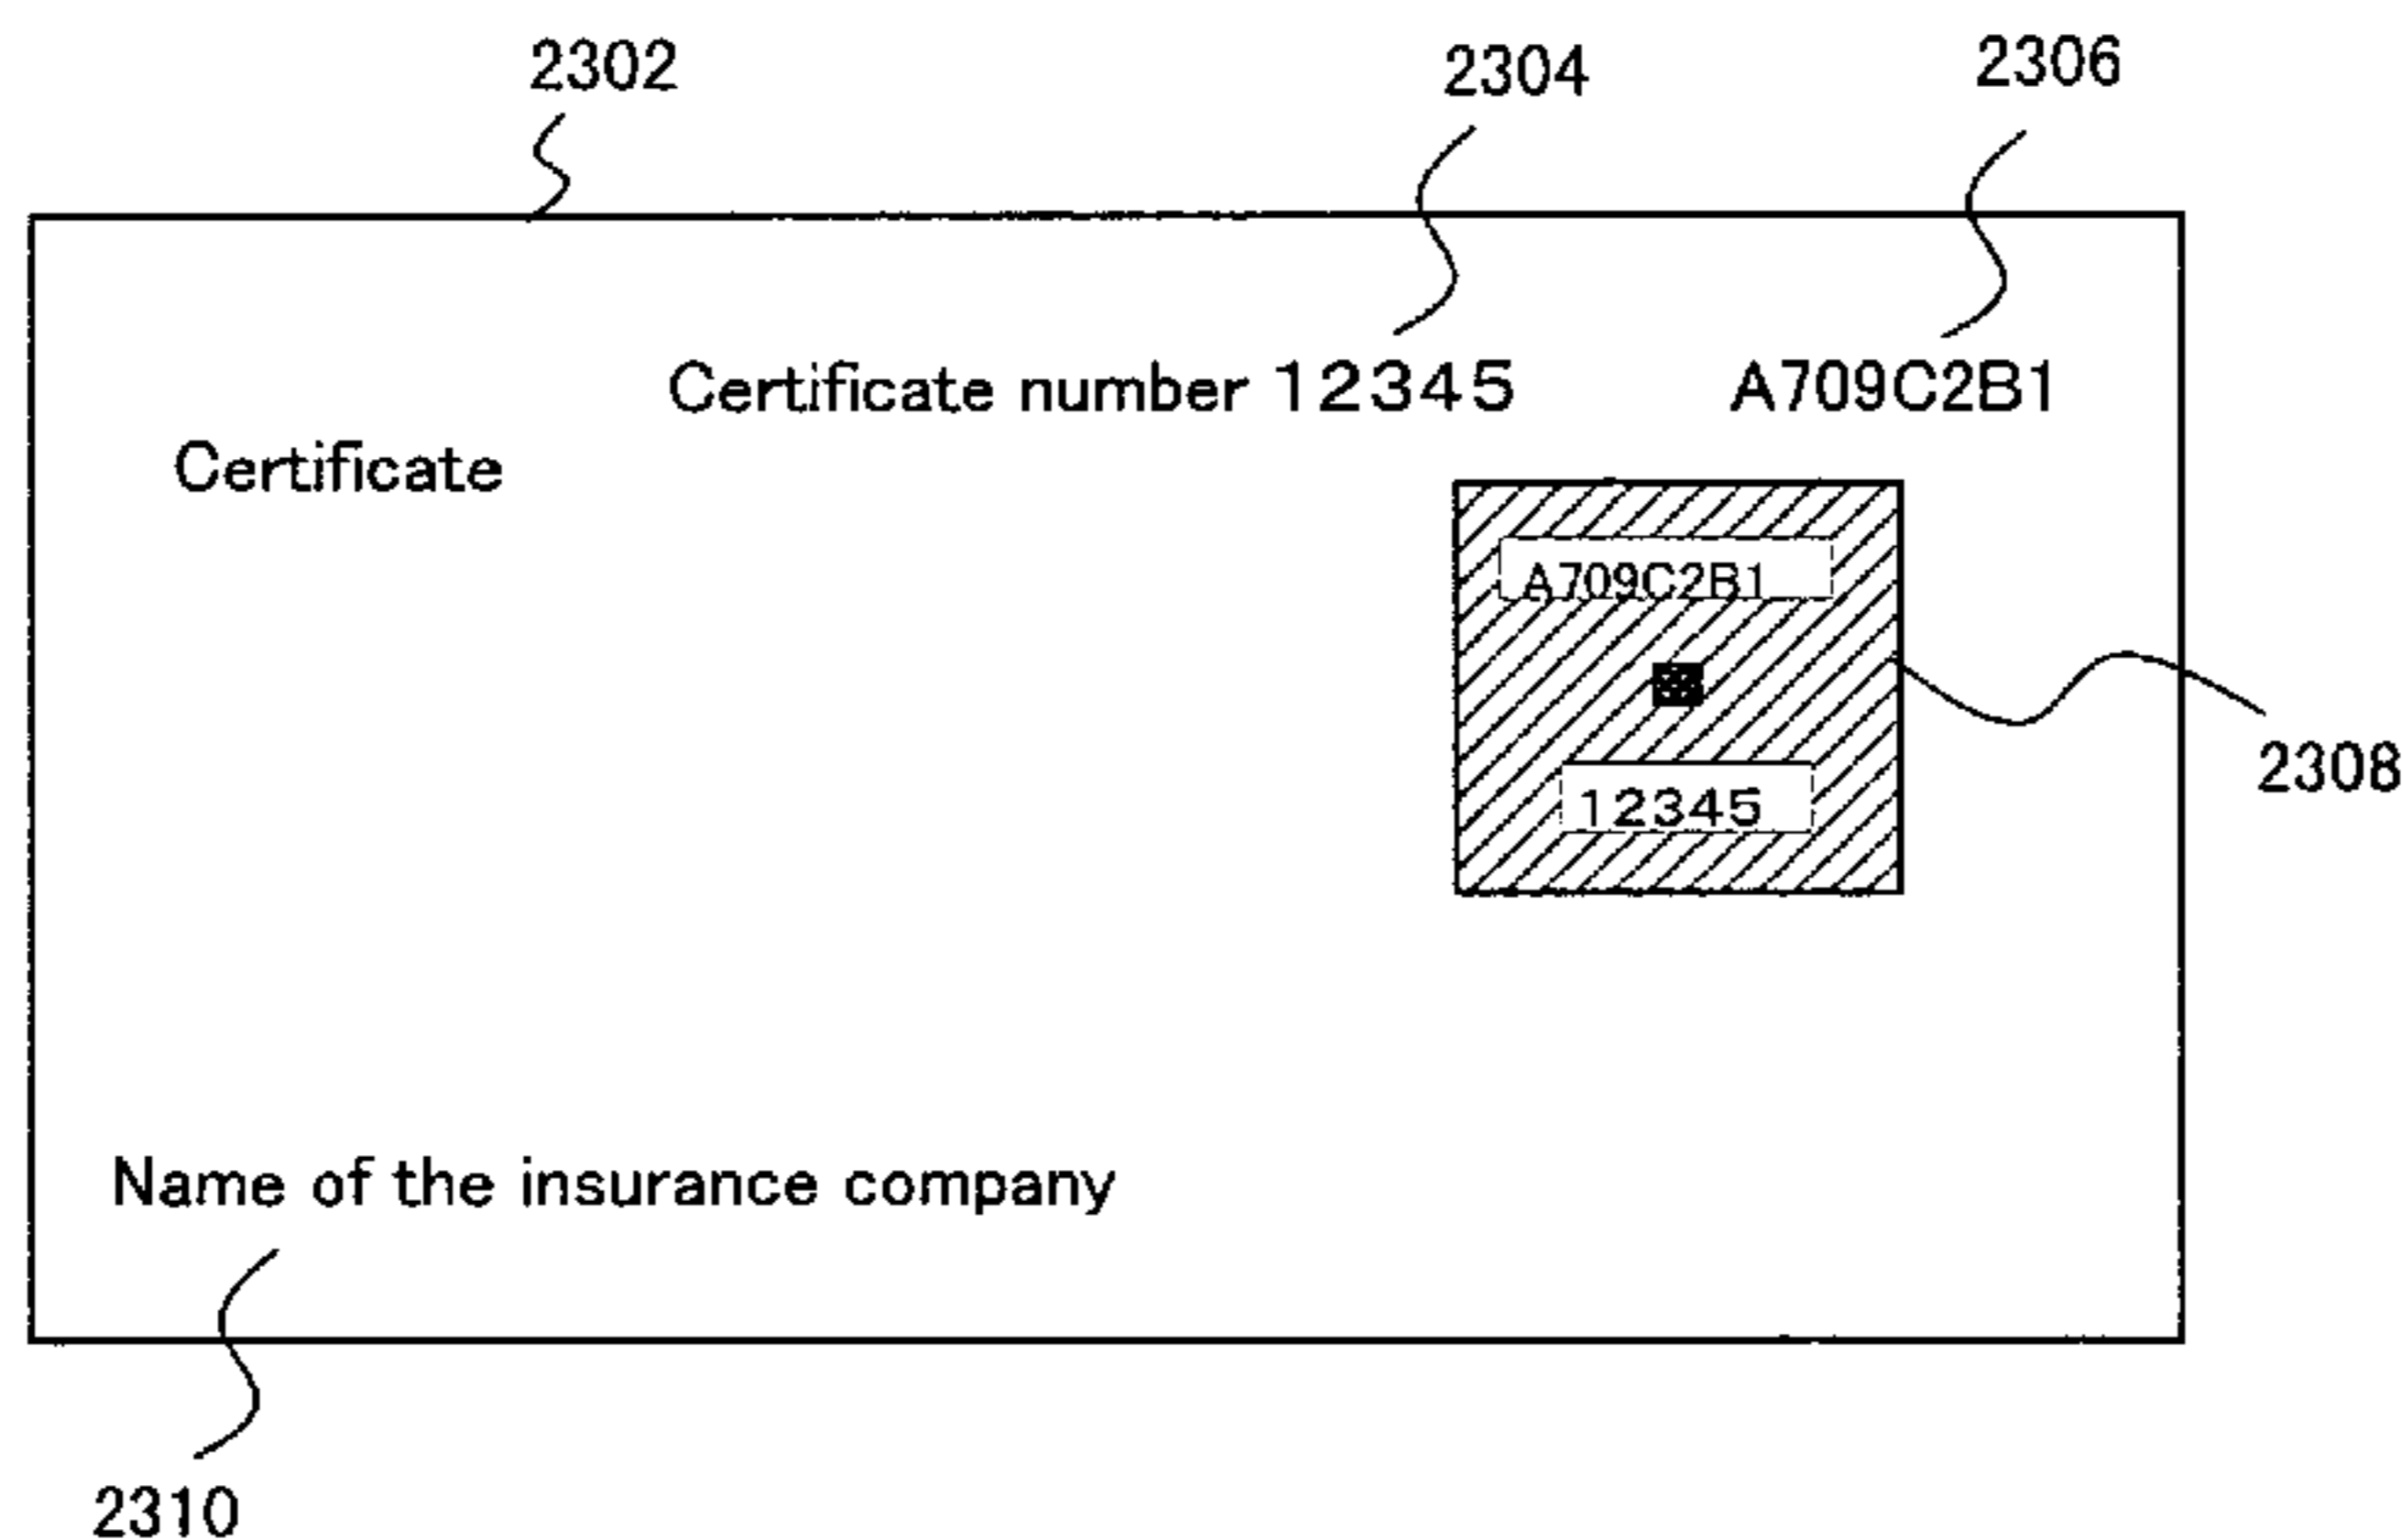 2302 2304 2306
Certificate number 12345 A709C2B1
Certificate
A709C2B1
12345
2308
Name of the insurance company
2310